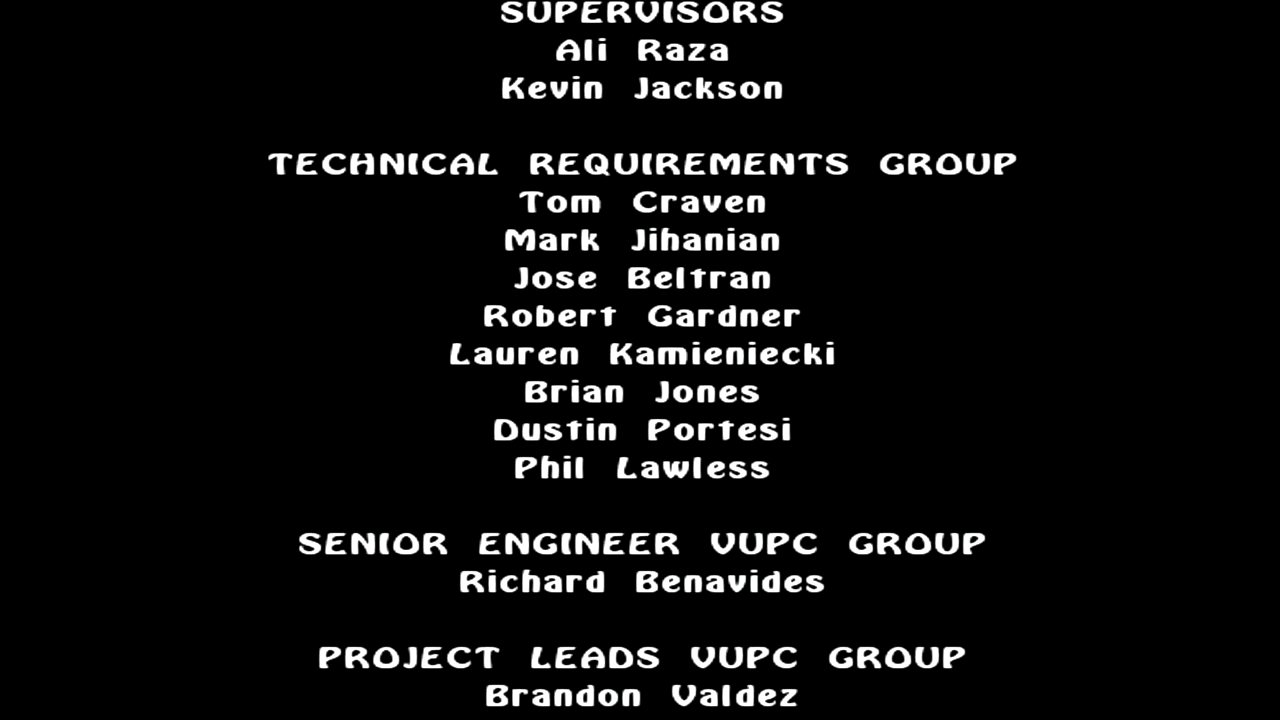 SUPERVISORS
Ali Raza
Kevin Jackson
TECHNICAL REQUIREMENTS GROUP
Tom Craven
Mark Jihanian
Jose Beltran
Robert Gardner
Lauren Kamieniecki
Brian Jones
Dustin Portesi
Phil Lawless
SENIOR ENGINEER VUPC GROUP
Richard Benavides
PROJECT LEADS VUPC GROUP
Brandon Valdez